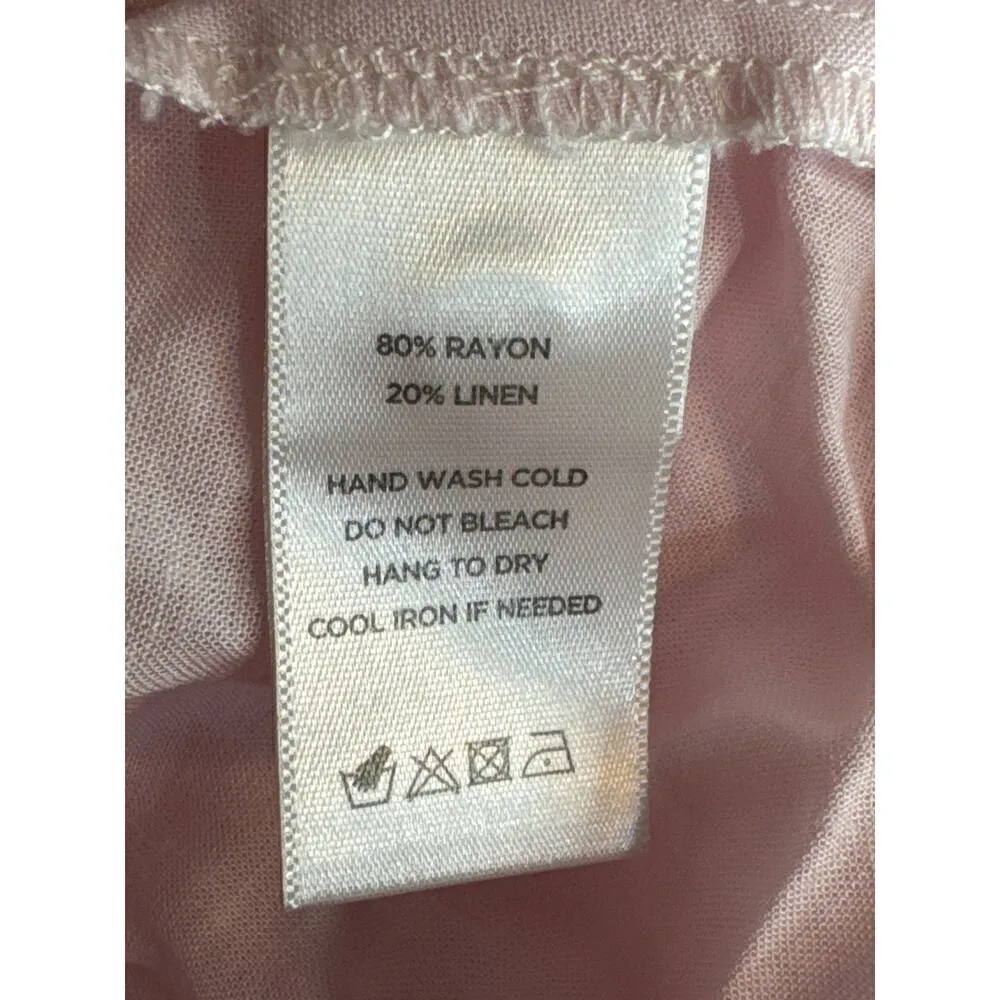 80% RAYON
20% LINEN
HAND WASH COLD
DO NOT BLEACH
HANG TO DRY
COOL IRON IF NEEDED